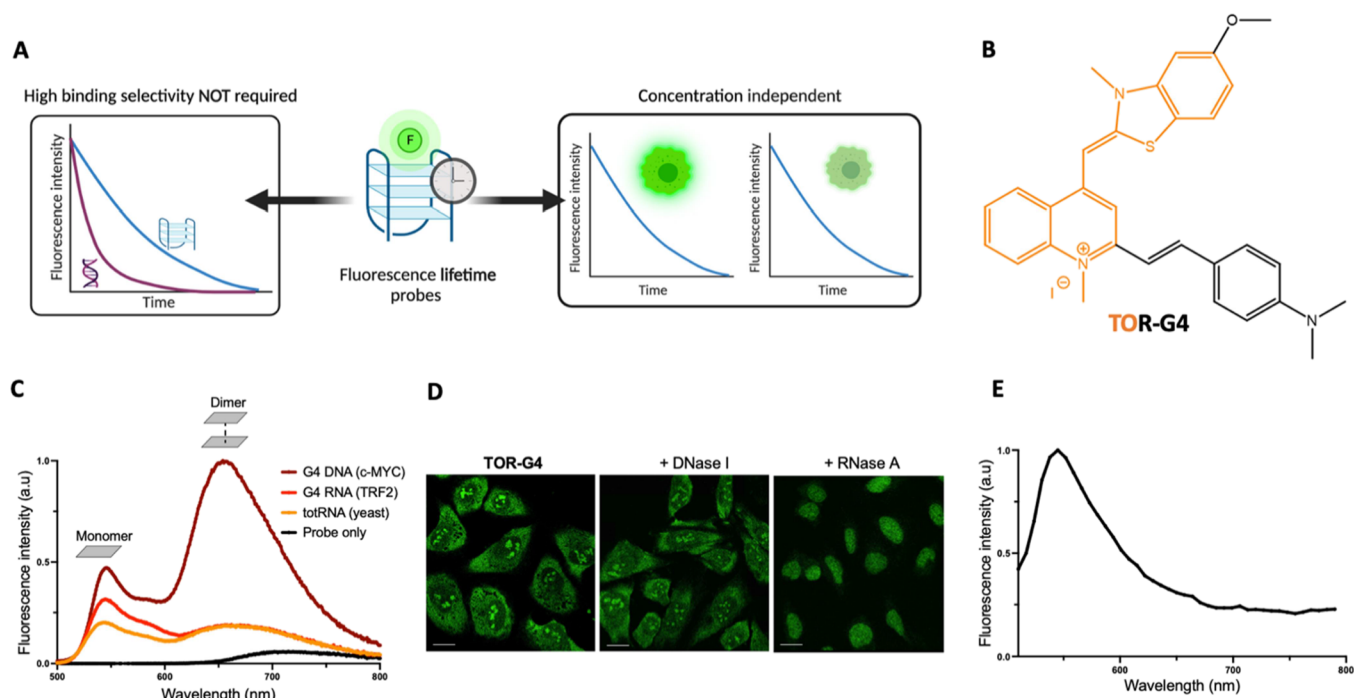 A
High binding selectivity NOT required
Fluorescence intensity
Time
F
Fluorescence lifetime
probes
Concentration independent
Fluorescence intensity
Time
Fluorescence intensity
Time
B
O
N
S
N
⊕
I
⊖
N
TOR-G4
C
Dimer
Monomer
G4 DNA (c-MYC)
G4 RNA (TRF2)
totRNA (yeast)
Probe only
Fluorescence intensity (a.u)
1.0
0.5
0.0
500
600
700
800
Wavelength (nm)
D
TOR-G4
+ DNase I
+ RNase A
E
Fluorescence intensity (a.u)
1.0
0.5
0.0
600
700
800
Wavelength (nm)